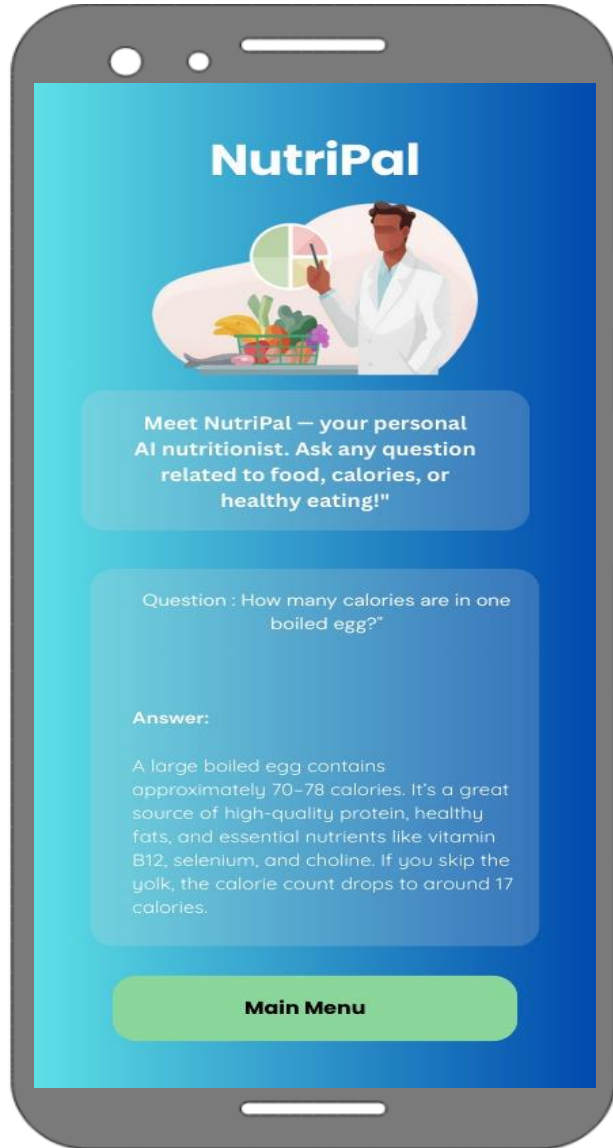 NutriPal
Meet NutriPal — your personal
AI nutritionist. Ask any question
related to food, calories, or
healthy eating!"
Question : How many calories are in one
boiled egg?"
Answer:
A large boiled egg contains
approximately 70–78 calories. It's a great
source of high-quality protein, healthy
fats, and essential nutrients like vitamin
B12, selenium, and choline. If you skip the
yolk, the calorie count drops to around 17
calories.
Main Menu